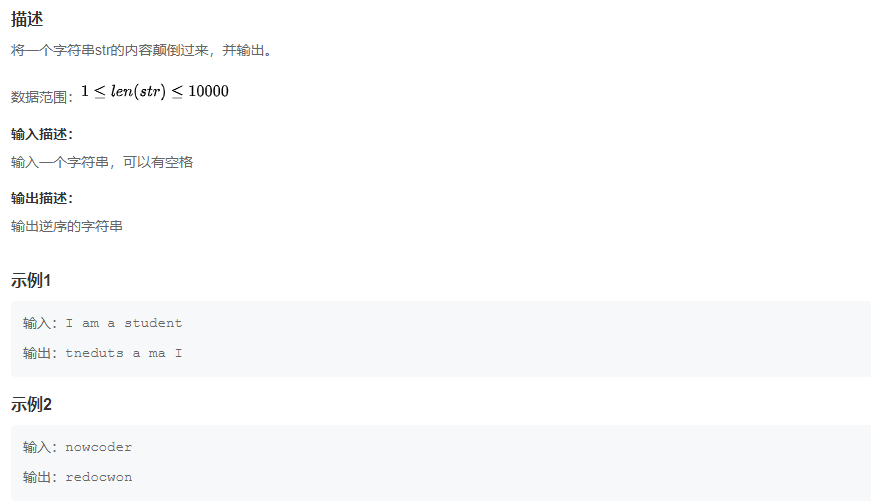 描述
将一个字符串str的内容颠倒过来，并输出。
数据范围：1 ≤ len(str) ≤ 10000
输入描述：
输入一个字符串，可以有空格
输出描述：
输出逆序的字符串
示例1
输入：I am a student
输出：tneduts a ma I
示例2
输入：nowcoder
输出：redocwon